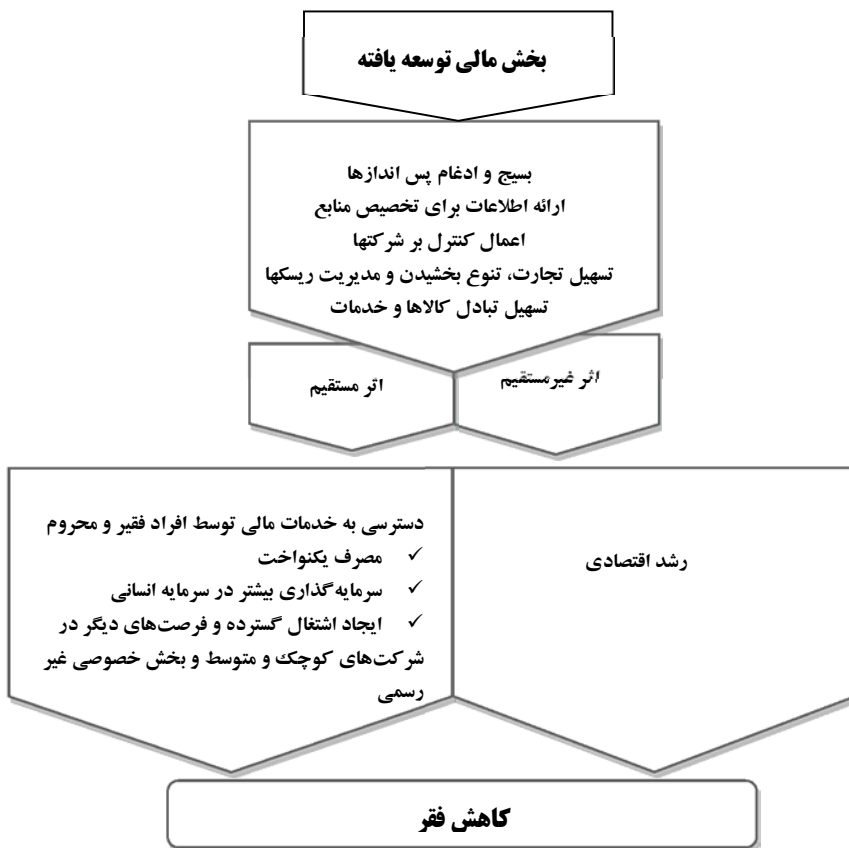 بخش مالی توسعه یافته
بسیج و ادغام پس اندازها
ارائه اطلاعات برای تخصیص منابع
اعمال کنترل بر شرکتها
تسهیل تجارت، تنوع بخشیدن و مدیریت ریسکها
تسهیل تبادل کالاها و خدمات
اثر غیرمستقیم
اثر مستقیم
رشد اقتصادی
دسترسی به خدمات مالی توسط افراد فقیر و محروم
✓ مصرف یکنواخت
✓ سرمایه‌گذاری بیشتر در سرمایه انسانی
✓ ایجاد اشتغال گسترده و فرصت‌های دیگر در
شرکت‌های کوچک و متوسط و بخش خصوصی غیر
رسمی
کاهش فقر